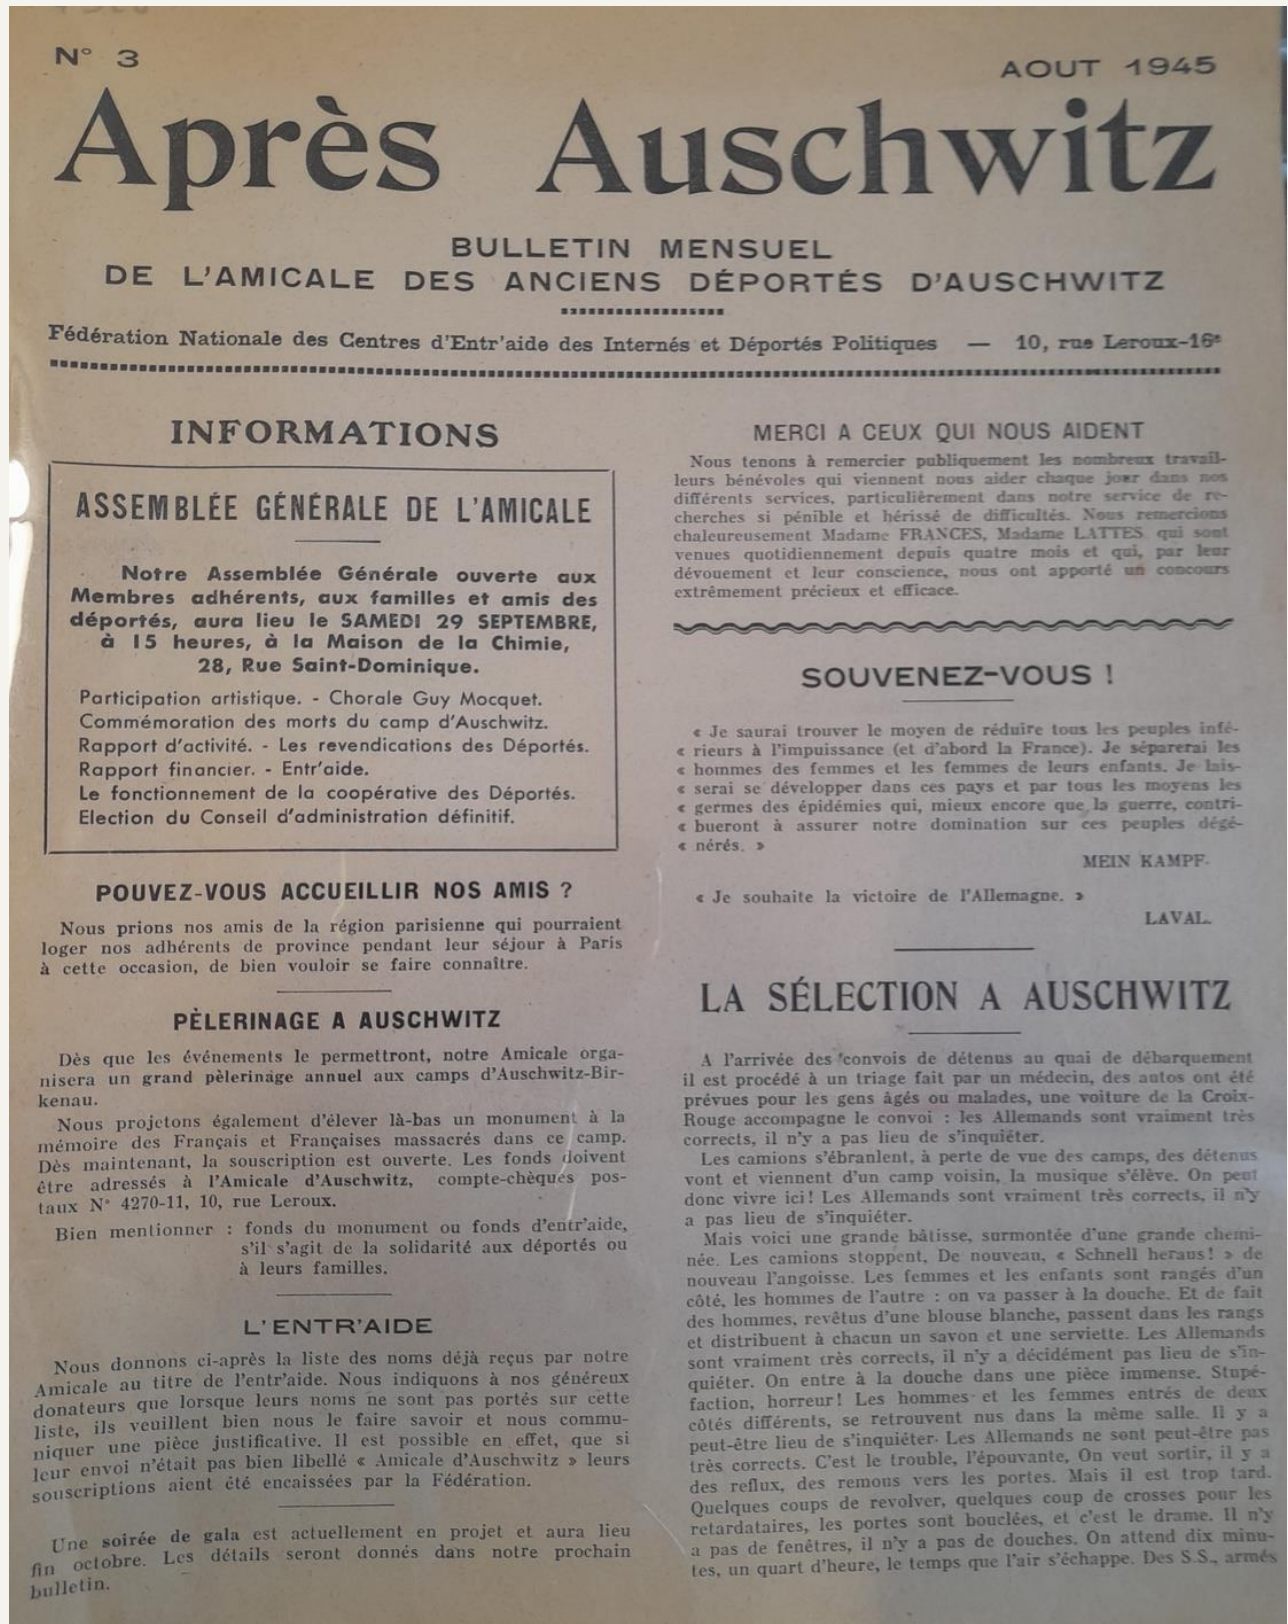 N° 3
AOUT 1945
Après Auschwitz
BULLETIN MENSUEL
DE L'AMICALE DES ANCIENS DÉPORTÉS D'AUSCHWITZ
Fédération Nationale des Centres d'Entr'aide des Internés et Déportés Politiques — 10, rue Leroux-16e
INFORMATIONS
ASSEMBLÉE GÉNÉRALE DE L'AMICALE
Notre Assemblée Générale ouverte aux
Membres adhérents, aux familles et amis des
déportés, aura lieu le SAMEDI 29 SEPTEMBRE,
à 15 heures, à la Maison de la Chimie,
28, Rue Saint-Dominique.
Participation artistique. - Chorale Guy Mocquet.
Commémoration des morts du camp d'Auschwitz.
Rapport d'activité. - Les revendications des Déportés.
Rapport financier. - Entr'aide.
Le fonctionnement de la coopérative des Déportés.
Election du Conseil d'administration définitif.
POUVEZ-VOUS ACCUEILLIR NOS AMIS ?
Nous prions nos amis de la région parisienne qui pourraient
loger nos adhérents de province pendant leur séjour à Paris
à cette occasion, de bien vouloir se faire connaître.
PÈLERINAGE A AUSCHWITZ
Dès que les événements le permettront, notre Amicale orga-
nisera un grand pèlerinage annuel aux camps d'Auschwitz-Bir-
kenau.
Nous projetons également d'élever là-bas un monument à la
mémoire des Français et Françaises massacrés dans ce camp.
Dès maintenant, la souscription est ouverte. Les fonds doivent
être adressés à l'Amicale d'Auschwitz, compte-chèques pos-
taux N° 4270-11, 10, rue Leroux.
Bien mentionner : fonds du monument ou fonds d'entr'aide,
s'il s'agit de la solidarité aux déportés ou
à leurs familles.
L'ENTR'AIDE
Nous donnons ci-après la liste des noms déjà reçus par notre
Amicale au titre de l'entr'aide. Nous indiquons à nos généreux
donateurs que lorsque leurs noms ne sont pas portés sur cette
liste, ils veuillent bien nous le faire savoir et nous commu-
niquer une pièce justificative. Il est possible en effet, que si
leur envoi n'était pas bien libellé « Amicale d'Auschwitz » leurs
souscriptions aient été encaissées par la Fédération.
Une soirée de gala est actuellement en projet et aura lieu
fin octobre. Les détails seront donnés dans notre prochain
bulletin.
MERCI A CEUX QUI NOUS AIDENT
Nous tenons à remercier publiquement les nombreux travail-
leurs bénévoles qui viennent nous aider chaque jour dans nos
différents services, particulièrement dans notre service de re-
cherches si pénible et hérissé de difficultés. Nous remercions
chaleureusement Madame FRANCES, Madame LATTES qui sont
venues quotidiennement depuis quatre mois et qui, par leur
dévouement et leur conscience, nous ont apporté un concours
extrêmement précieux et efficace.
SOUVENEZ-VOUS !
« Je saurai trouver le moyen de réduire tous les peuples infé-
« rieurs à l'impuissance (et d'abord la France). Je séparerai les
« hommes des femmes et les femmes de leurs enfants. Je lais-
« serai se développer dans ces pays et par tous les moyens les
« germes des épidémies qui, mieux encore que la guerre, contri-
« bueront à assurer notre domination sur ces peuples dégé-
« nérés. »
MEIN KAMPF.
« Je souhaite la victoire de l'Allemagne. »
LAVAL.
LA SÉLECTION A AUSCHWITZ
A l'arrivée des convois de détenus au quai de débarquement
il est procédé à un triage fait par un médecin, des autos ont été
prévues pour les gens âgés ou malades, une voiture de la Croix-
Rouge accompagne le convoi : les Allemands sont vraiment très
corrects, il n'y a pas lieu de s'inquiéter.
Les camions s'ébranlent, à perte de vue des camps, des détenus
vont et viennent d'un camp voisin, la musique s'élève. On peut
donc vivre ici ! Les Allemands sont vraiment très corrects, il n'y
a pas lieu de s'inquiéter.
Mais voici une grande bâtisse, surmontée d'une grande chemi-
née. Les camions stoppent, De nouveau, « Schnell heraus ! » de
nouveau l'angoisse. Les femmes et les enfants sont rangés d'un
côté, les hommes de l'autre : on va passer à la douche. Et de fait
des hommes, revêtus d'une blouse blanche, passent dans les rangs
et distribuent à chacun un savon et une serviette. Les Allemands
sont vraiment très corrects, il n'y a décidément pas lieu de s'in-
quiéter. On entre à la douche dans une pièce immense. Stupé-
faction, horreur ! Les hommes et les femmes entrés de deux
côtés différents, se retrouvent nus dans la même salle. Il y a
peut-être lieu de s'inquiéter. Les Allemands ne sont peut-être pas
très corrects. C'est le trouble, l'épouvante, On veut sortir, il y a
des reflux, des remous vers les portes. Mais il est trop tard.
Quelques coups de revolver, quelques coup de crosses pour les
retardataires, les portes sont bouclées, et c'est le drame. Il n'y
a pas de fenêtres, il n'y a pas de douches. On attend dix minu-
tes, un quart d'heure, le temps que l'air s'échappe. Des S.S., armés